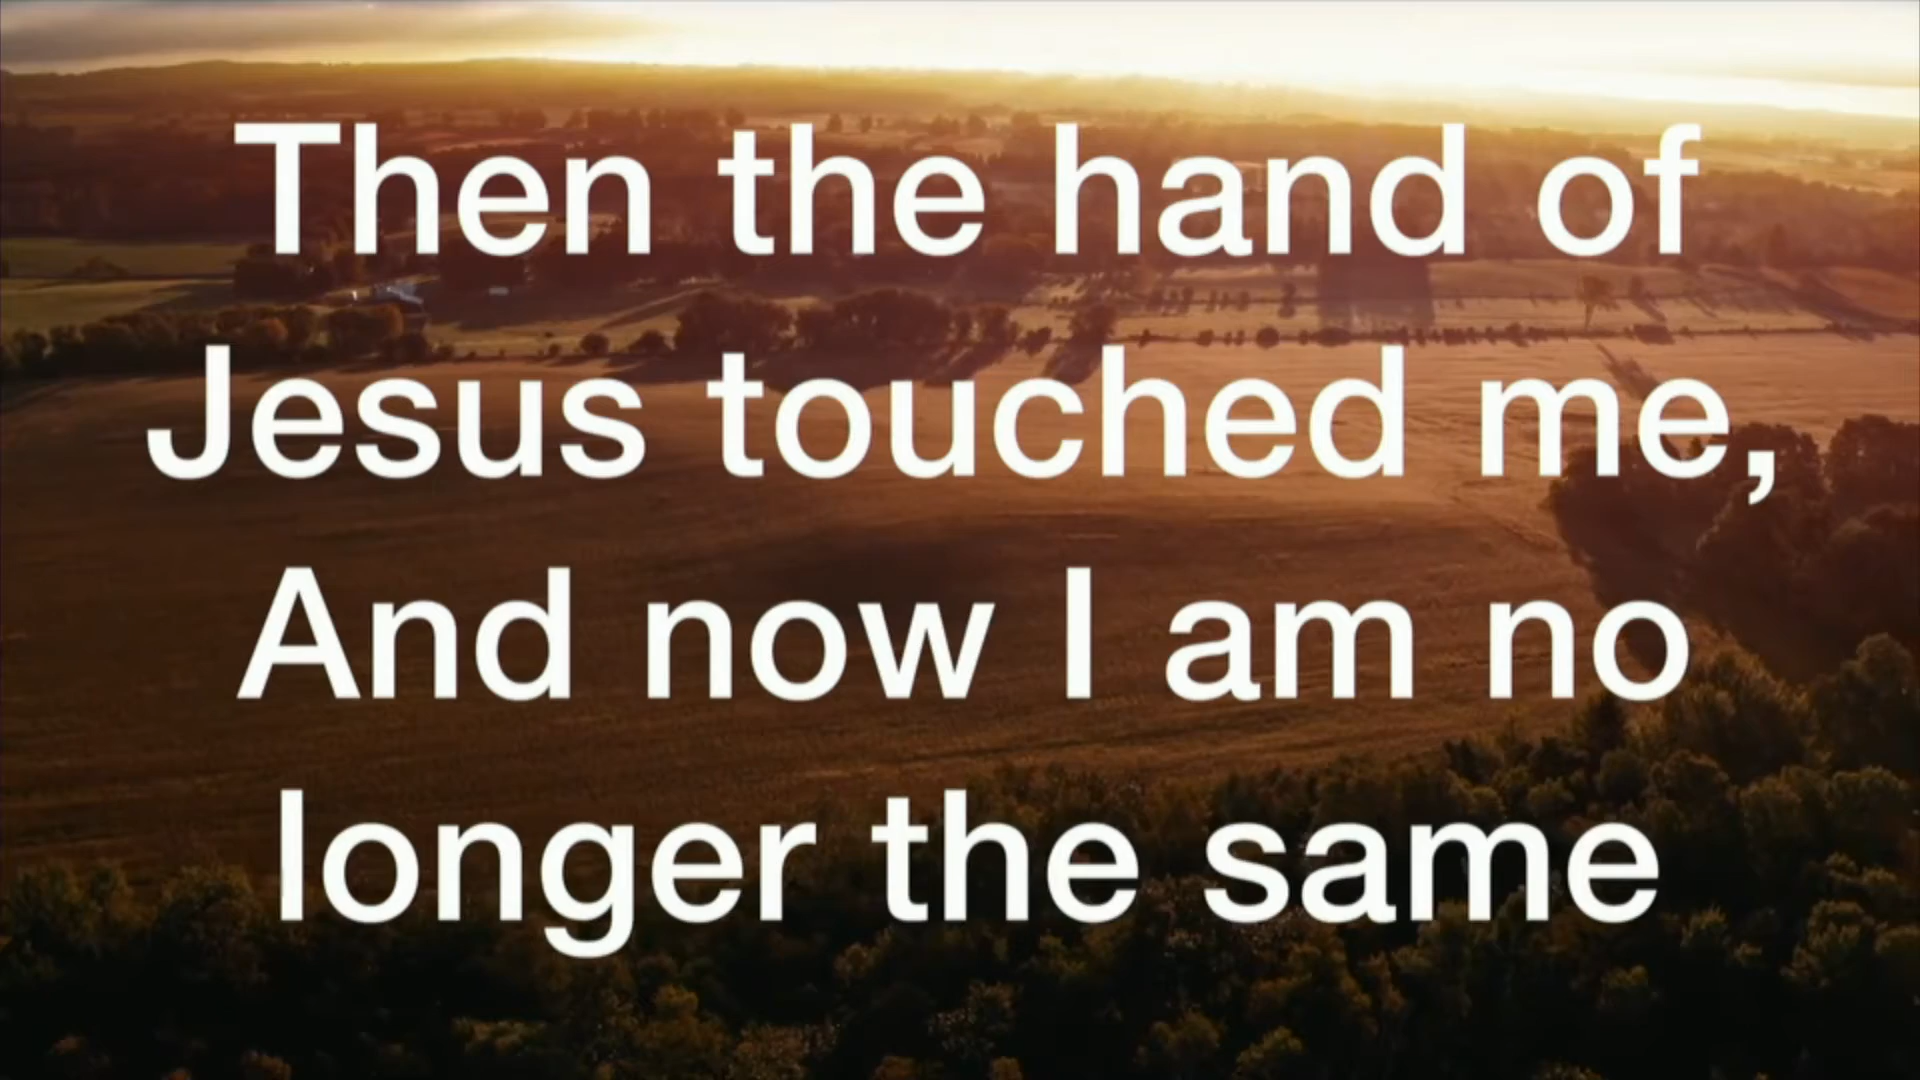 Then the hand of
Jesus touched me,
And now I am no
longer the same